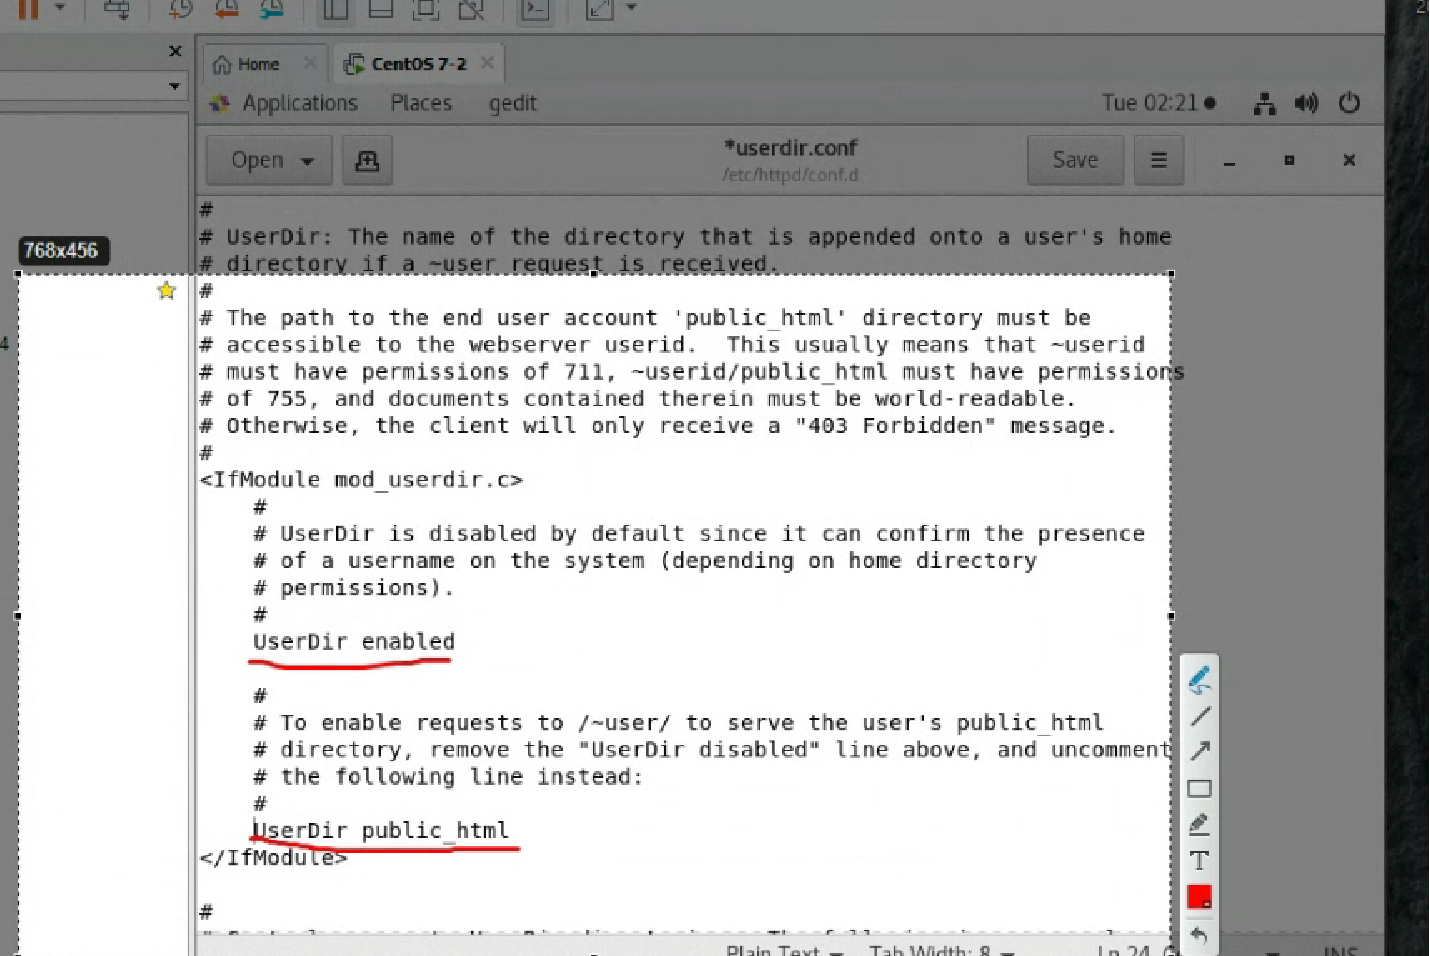 Home
CentOS 7-2
Applications Places gedit Tue 02:21
Open *userdir.conf Save
/etc/httpd/conf.d
#
# UserDir: The name of the directory that is appended onto a user's home
768x456
# directory if a ~user request is received.
#
# The path to the end user account 'public_html' directory must be
4
# accessible to the webserver userid.  This usually means that ~userid
# must have permissions of 711, ~userid/public_html must have permissions
# of 755, and documents contained therein must be world-readable.
# Otherwise, the client will only receive a "403 Forbidden" message.
#
<IfModule mod_userdir.c>
#
# UserDir is disabled by default since it can confirm the presence
# of a username on the system (depending on home directory
# permissions).
#
UserDir enabled
#
# To enable requests to /~user/ to serve the user's public_html
# directory, remove the "UserDir disabled" line above, and uncomment
# the following line instead:
#
UserDir public_html
</IfModule>
T
#
Plain Text Tab Width: 8 Ln 24, INS